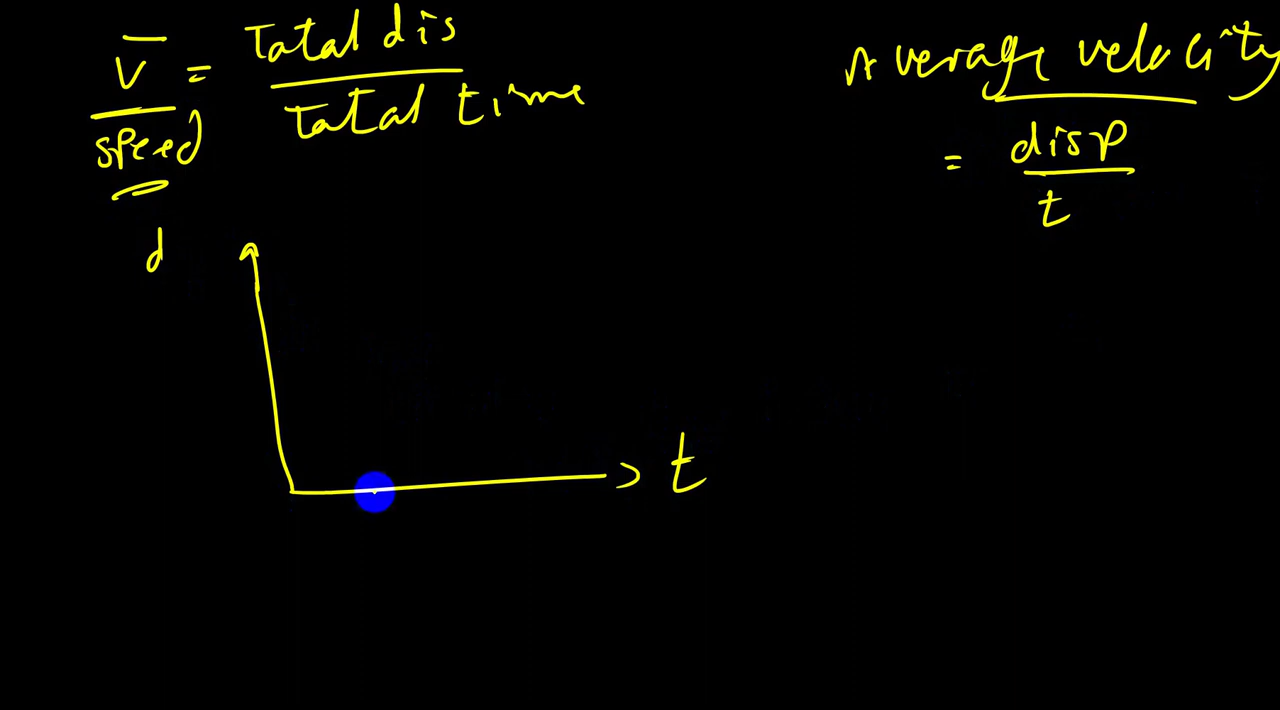 v̅ = Tatal dis
Tatal time
speed
Average velocity
= disp
t
d
t